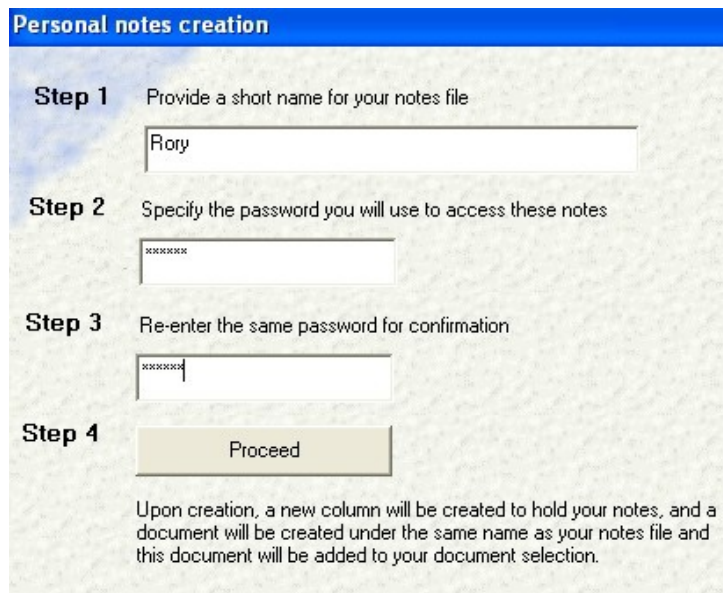 Personal notes creation
Step 1 Provide a short name for your notes file
Rory
Step 2 Specify the password you will use to access these notes
××××××
Step 3 Re-enter the same password for confirmation
××××××
Step 4 Proceed
Upon creation, a new column will be created to hold your notes, and a
document will be created under the same name as your notes file and
this document will be added to your document selection.